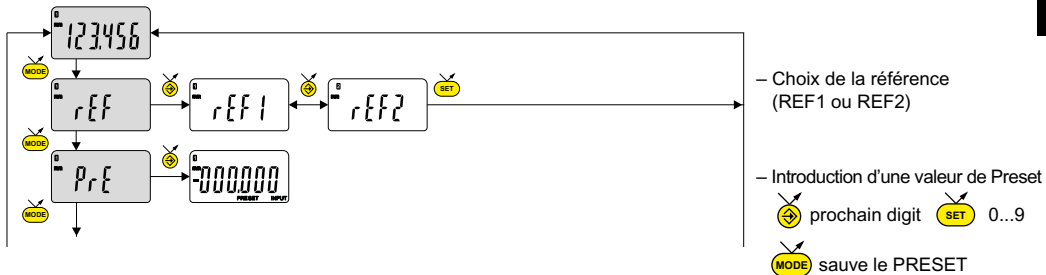 123.456
MODE
rEF
rEF1
rEF2
SET
– Choix de la référence
(REF1 ou REF2)
MODE
PrE
-000.000
PRESET INPUT
– Introduction d'une valeur de Preset
prochain digit SET 0...9
MODE
MODE sauve le PRESET